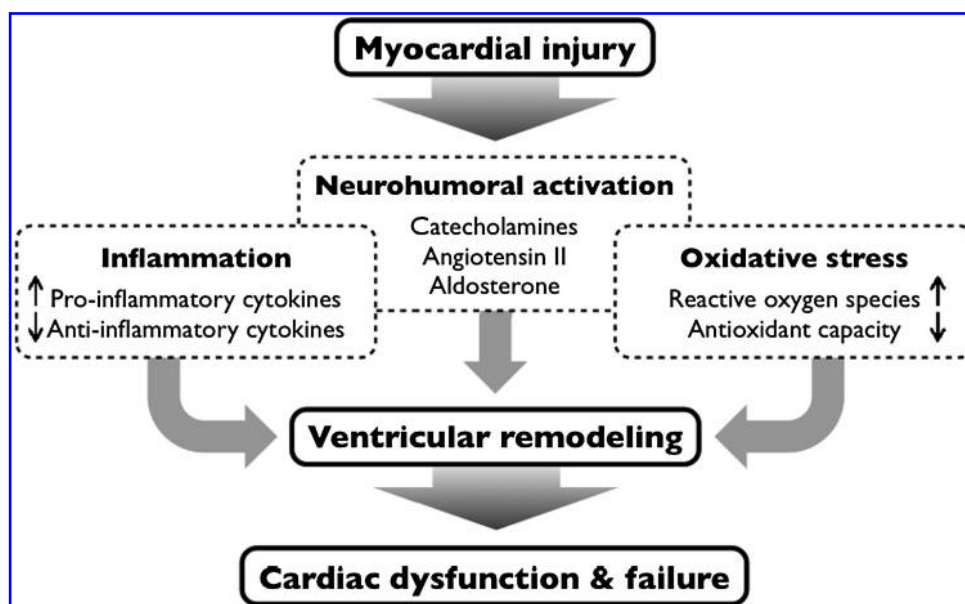 Myocardial injury
Neurohumoral activation
Catecholamines
Angiotensin II
Aldosterone
Inflammation
↑ Pro-inflammatory cytokines
↓ Anti-inflammatory cytokines
Oxidative stress
Reactive oxygen species ↑
Antioxidant capacity ↓
Ventricular remodeling
Cardiac dysfunction & failure